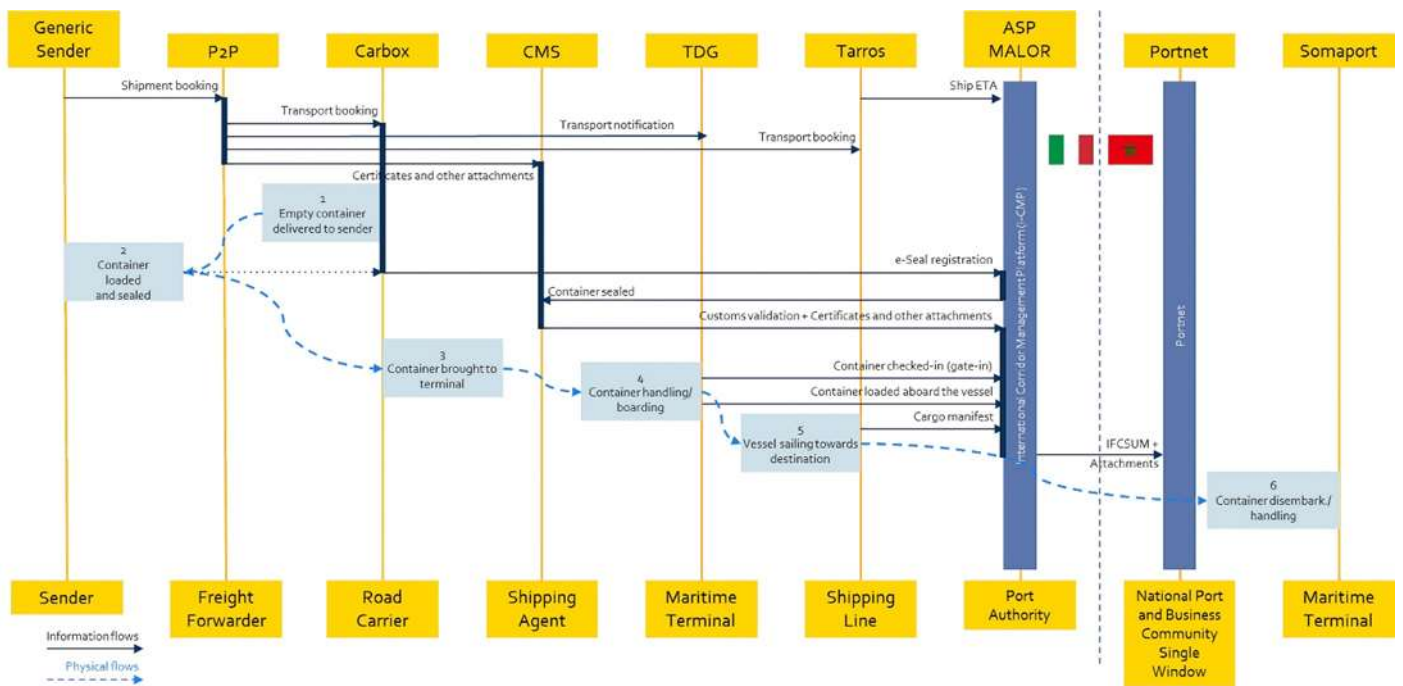 Generic
Sender
P2P
Carbox
CMS
TDG
Tarros
ASP
MALOR
Portnet
Somaport
Shipment booking
Ship ETA
Transport booking
Transport notification
Transport booking
Certificates and other attachments
1
Empty container
delivered to sender
2
Container
loaded
and sealed
e-Seal registration
Container sealed
Customs validation + Certificates and other attachments
3
Container brought to
terminal
4
Container handling/
boarding
Container checked-in (gate-in)
Container loaded aboard the vessel
Cargo manifest
5
Vessel sailing towards
destination
International Corridor Management Platform (I-CMP)
Portnet
IFCSUM +
Attachments
6
Container disembark./
handling
Sender
Freight
Forwarder
Road
Carrier
Shipping
Agent
Maritime
Terminal
Shipping
Line
Port
Authority
National Port
and Business
Community
Single
Window
Maritime
Terminal
Information flows
Physical flows